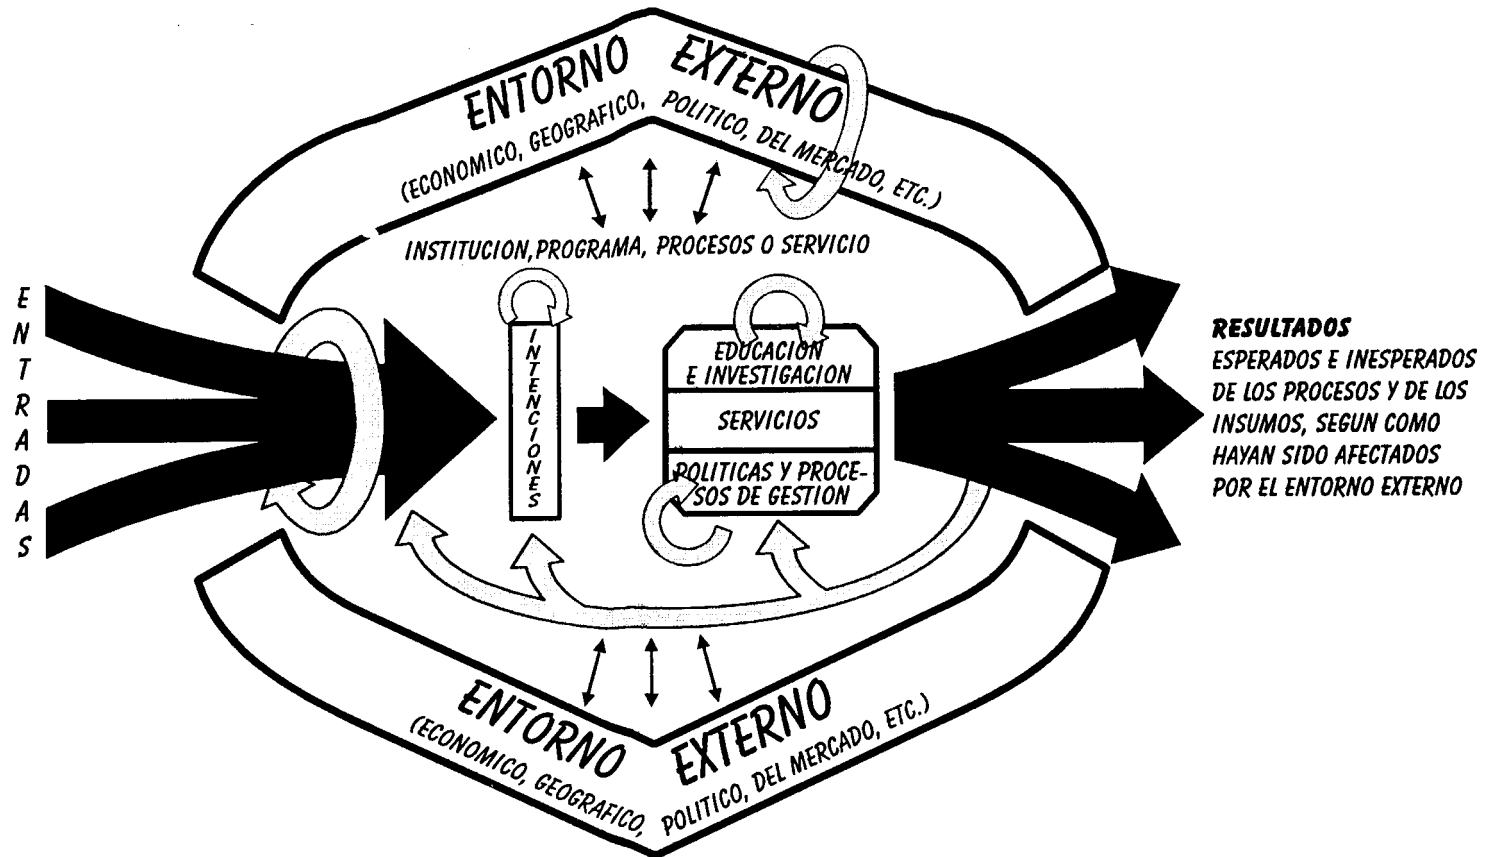 ENTORNO EXTERNO
(ECONOMICO, GEOGRAFICO, POLITICO, DEL MERCADO, ETC.)
INSTITUCION, PROGRAMA, PROCESOS O SERVICIO
ENTRADAS
INTENCIONES
EDUCACION
E INVESTIGACION
SERVICIOS
POLITICAS Y PROCE-
SOS DE GESTION
RESULTADOS
ESPERADOS E INESPERADOS
DE LOS PROCESOS Y DE LOS
INSUMOS, SEGUN COMO
HAYAN SIDO AFECTADOS
POR EL ENTORNO EXTERNO
ENTORNO EXTERNO
(ECONOMICO, GEOGRAFICO, POLITICO, DEL MERCADO, ETC.)